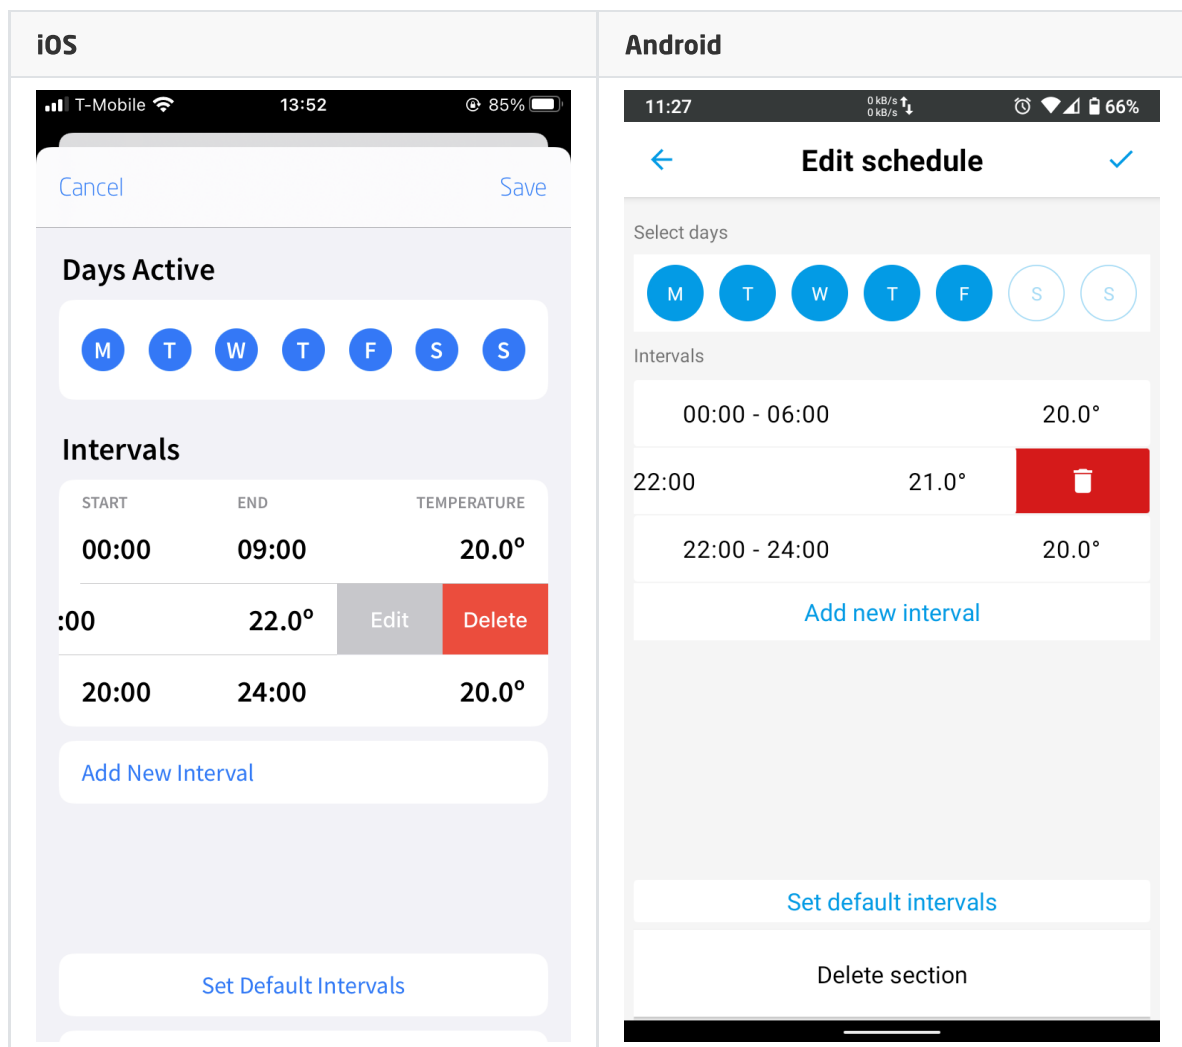 iOS
Android
T-Mobile 13:52 85%
Cancel Save
Days Active
M T W T F S S
Intervals
START END TEMPERATURE
00:00 09:00 20.0º
:00 22.0º Edit Delete
20:00 24:00 20.0º
Add New Interval
Set Default Intervals
11:27 0 kB/s 66%
0 kB/s
Edit schedule
Select days
M T W T F S S
Intervals
00:00 - 06:00 20.0°
22:00 21.0°
22:00 - 24:00 20.0°
Add new interval
Set default intervals
Delete section